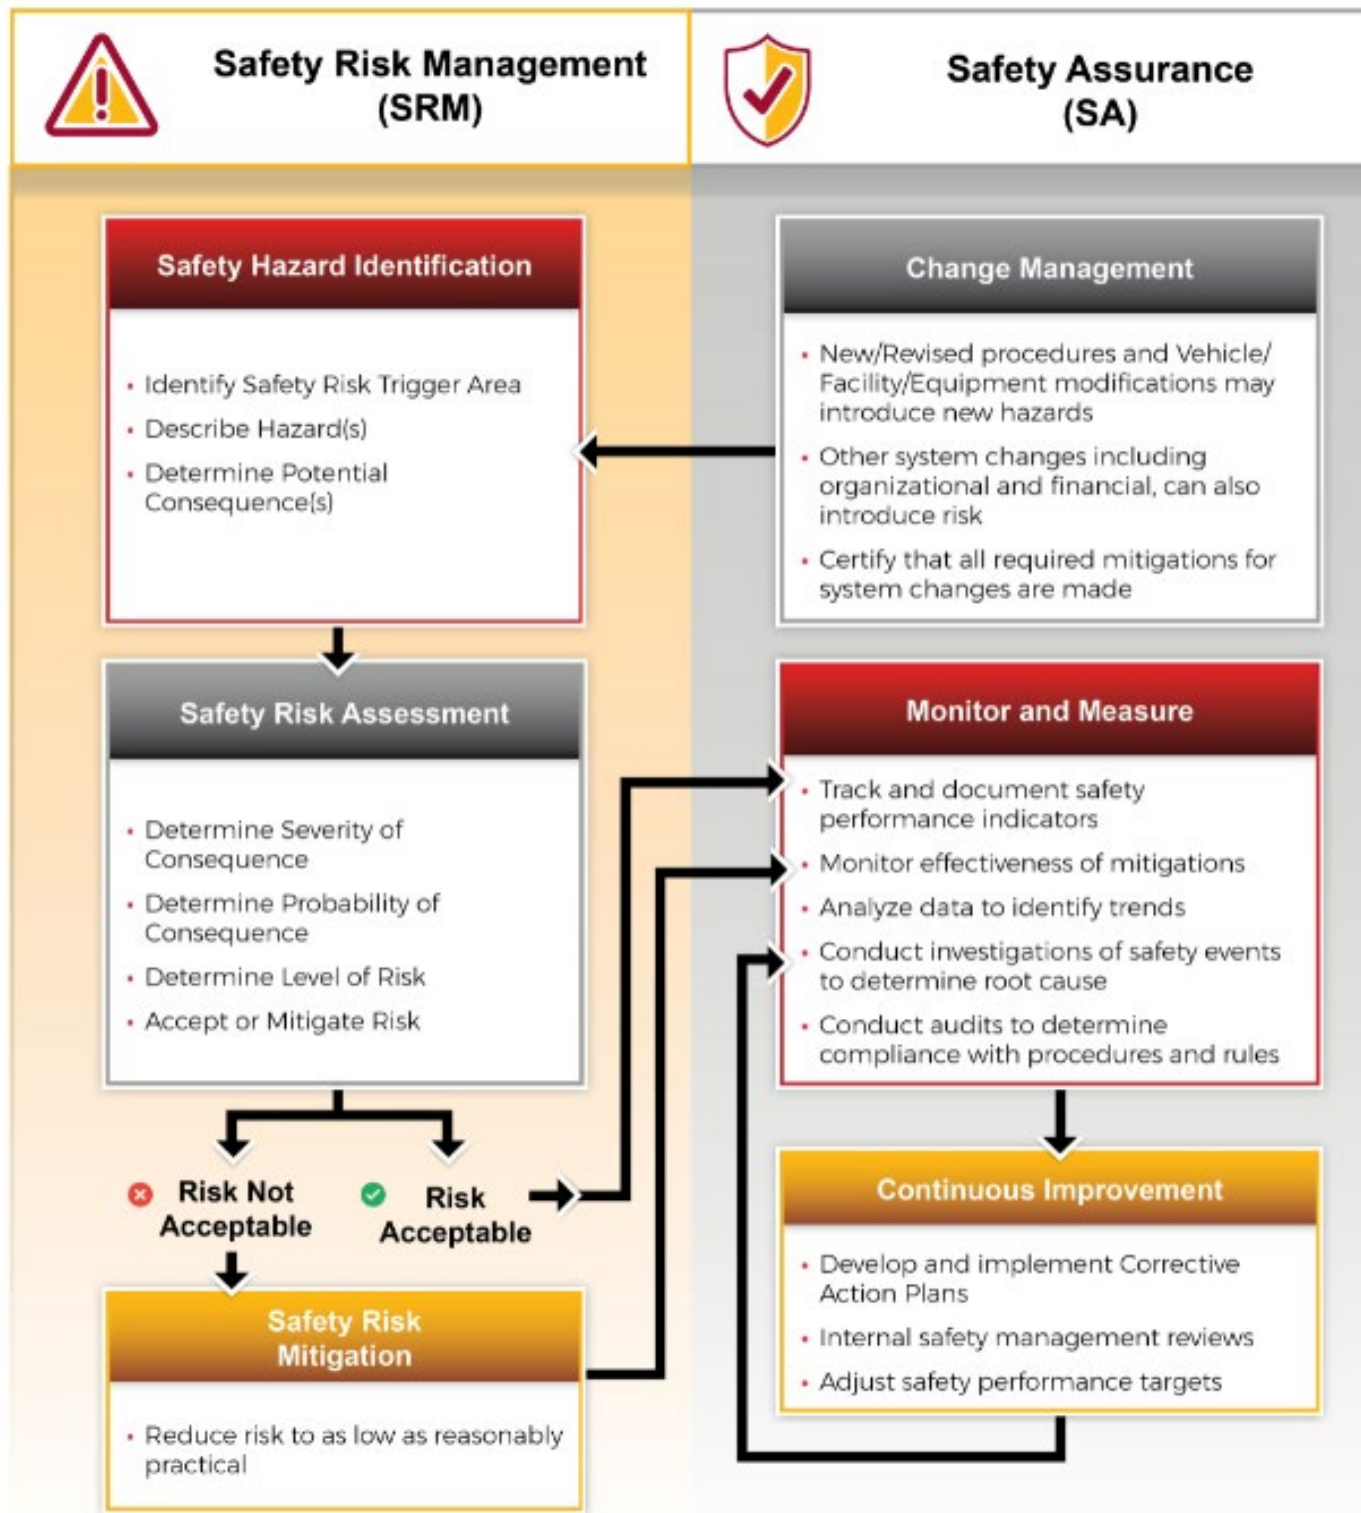 Safety Risk Management
(SRM)
Safety Assurance
(SA)
Safety Hazard Identification
• Identify Safety Risk Trigger Area
• Describe Hazard(s)
• Determine Potential
Consequence(s)
Change Management
• New/Revised procedures and Vehicle/
Facility/Equipment modifications may
introduce new hazards
• Other system changes including
organizational and financial, can also
introduce risk
• Certify that all required mitigations for
system changes are made
Safety Risk Assessment
• Determine Severity of
Consequence
• Determine Probability of
Consequence
• Determine Level of Risk
• Accept or Mitigate Risk
Monitor and Measure
• Track and document safety
performance indicators
• Monitor effectiveness of mitigations
• Analyze data to identify trends
• Conduct investigations of safety events
to determine root cause
• Conduct audits to determine
compliance with procedures and rules
Risk Not
Acceptable
Risk
Acceptable
Safety Risk
Mitigation
• Reduce risk to as low as reasonably
practical
Continuous Improvement
• Develop and implement Corrective
Action Plans
• Internal safety management reviews
• Adjust safety performance targets